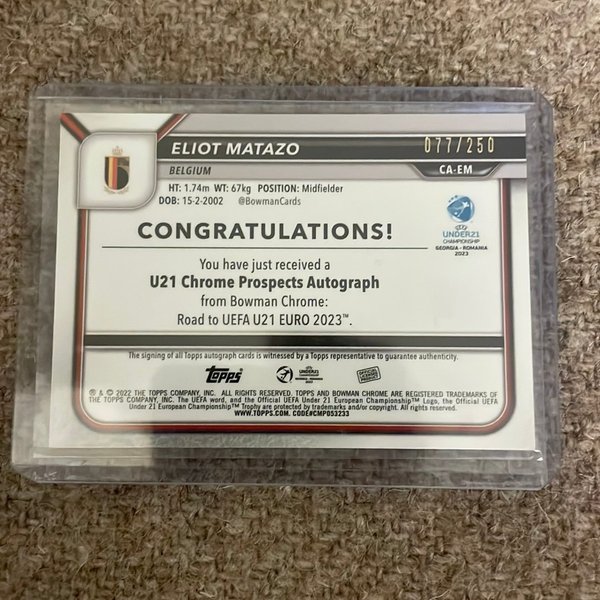 ELIOT MATAZO 077/250
BELGIUM CA-EM
HT: 1.74m WT: 67kg POSITION: Midfielder
DOB: 15-2-2002 @BowmanCards
UNDER21
CHAMPIONSHIP
GEORGIA - ROMANIA
2023
CONGRATULATIONS!
You have just received a
U21 Chrome Prospects Autograph
from Bowman Chrome:
Road to UEFA U21 EURO 2023™.
The signing of all Topps autograph cards is witnessed by a Topps representative to guarantee authenticity.
Topps
® & © 2022 THE TOPPS COMPANY, INC. ALL RIGHTS RESERVED. TOPPS AND BOWMAN CHROME ARE REGISTERED TRADEMARKS OF
THE TOPPS COMPANY, INC. The UEFA word, and the Official UEFA Under 21 European Championship™ Logo, the Official UEFA
Under 21 European Championship™ Trophy are protected by trademarks and/or copyright. All rights reserved.
WWW.TOPPS.COM. CODE#CMP053233